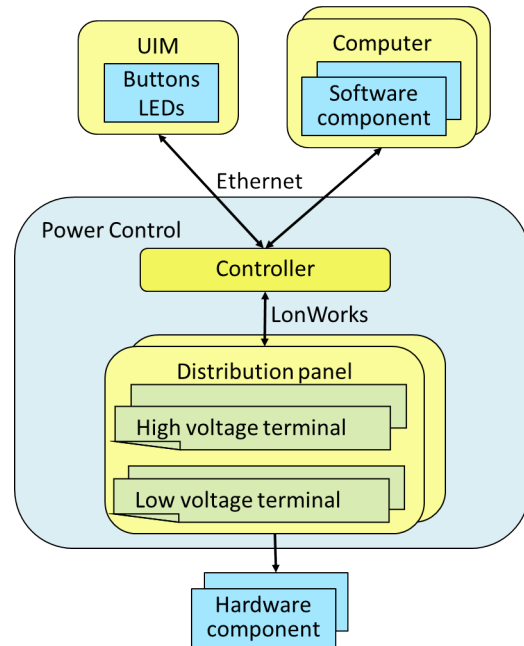 UIM
Buttons
LEDs
Computer
Software
component
Ethernet
Power Control
Controller
LonWorks
Distribution panel
High voltage terminal
Low voltage terminal
Hardware
component